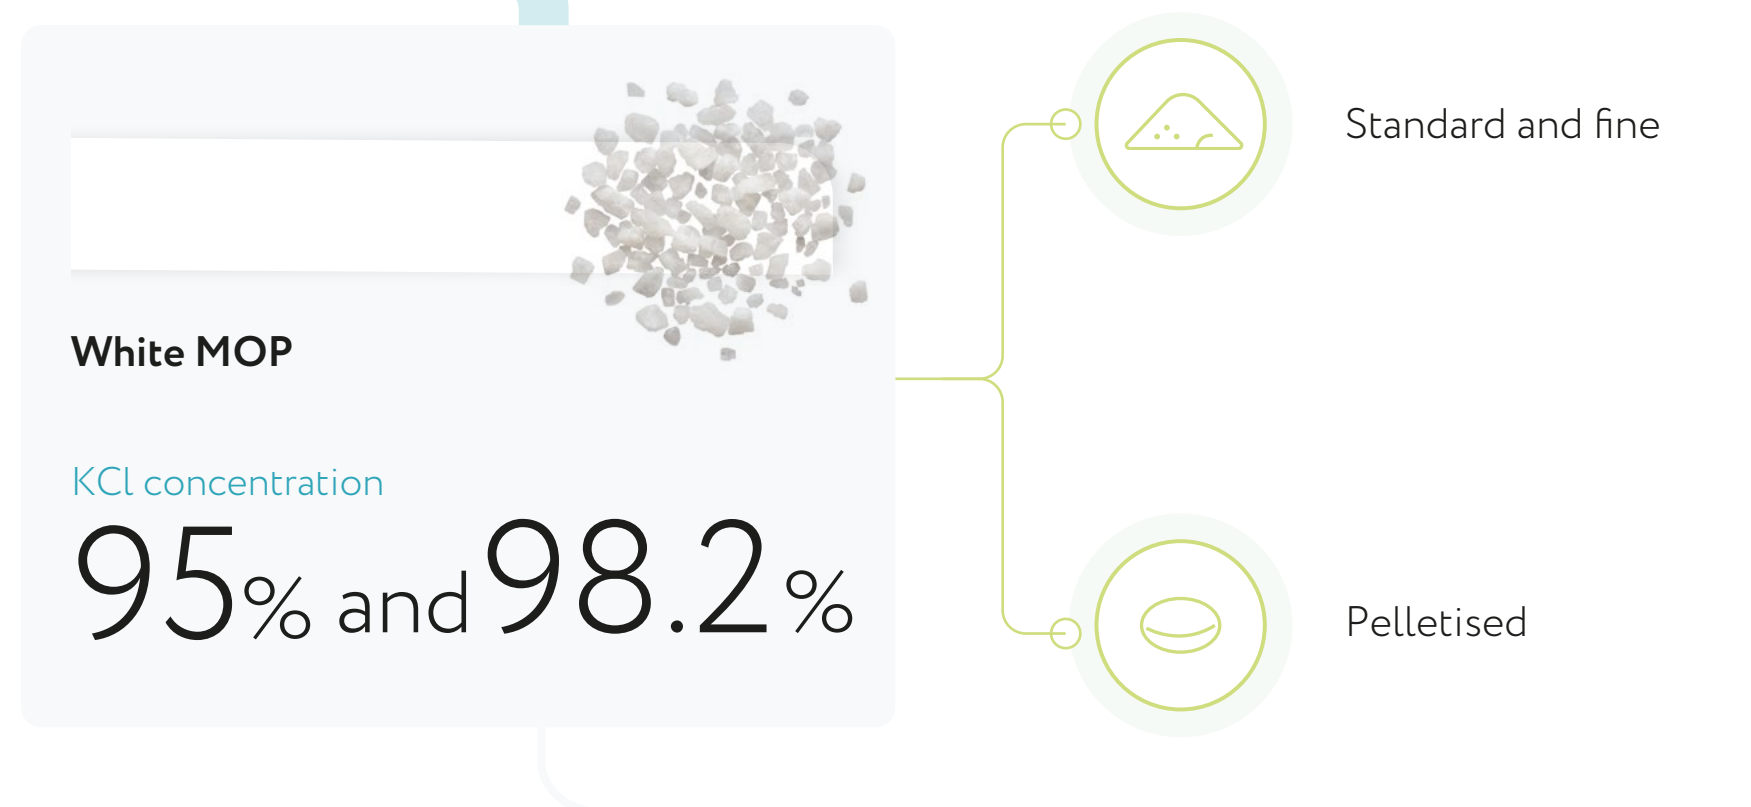 White MOP
KCl concentration
95% and 98.2%
Standard and fine
Pelletised